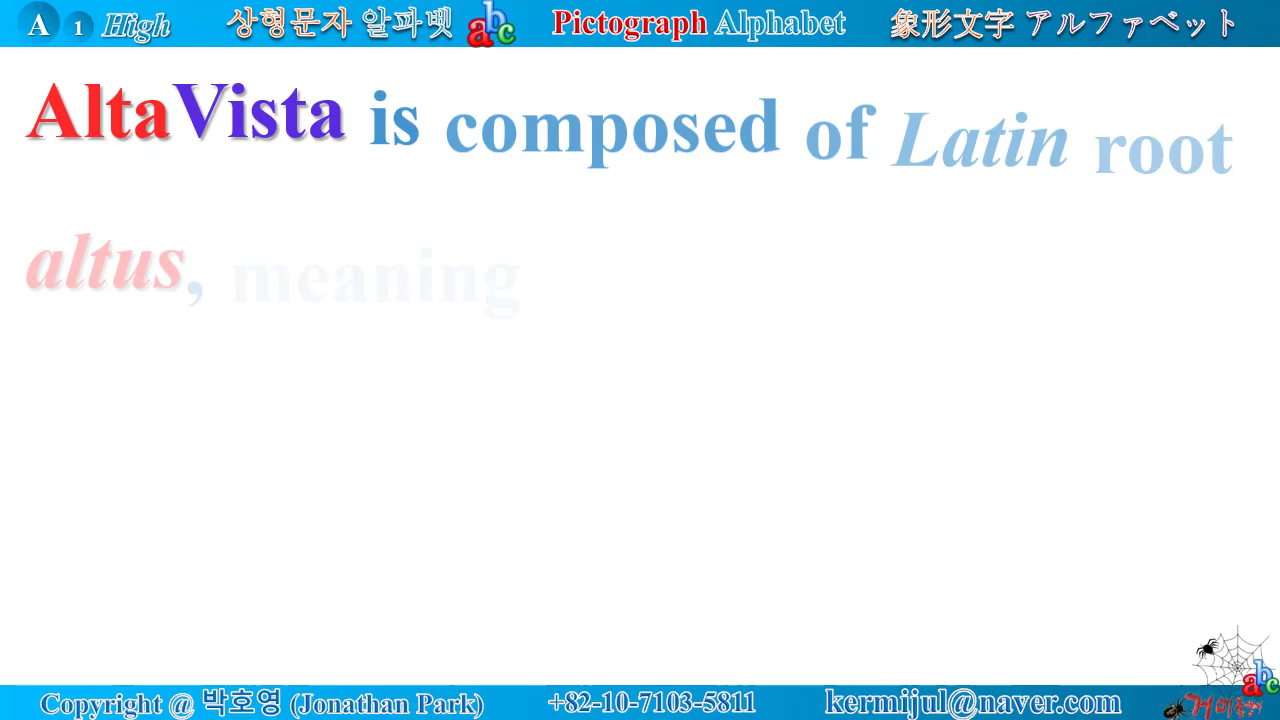 A 1 High 상형문자 알파벳 abc Pictograph Alphabet 象形文字 アルファベット
AltaVista is composed of Latin root
altus, meaning
abc
Copyright @ 박호영 (Jonathan Park) +82-10-7103-5811 kermijul@naver.com